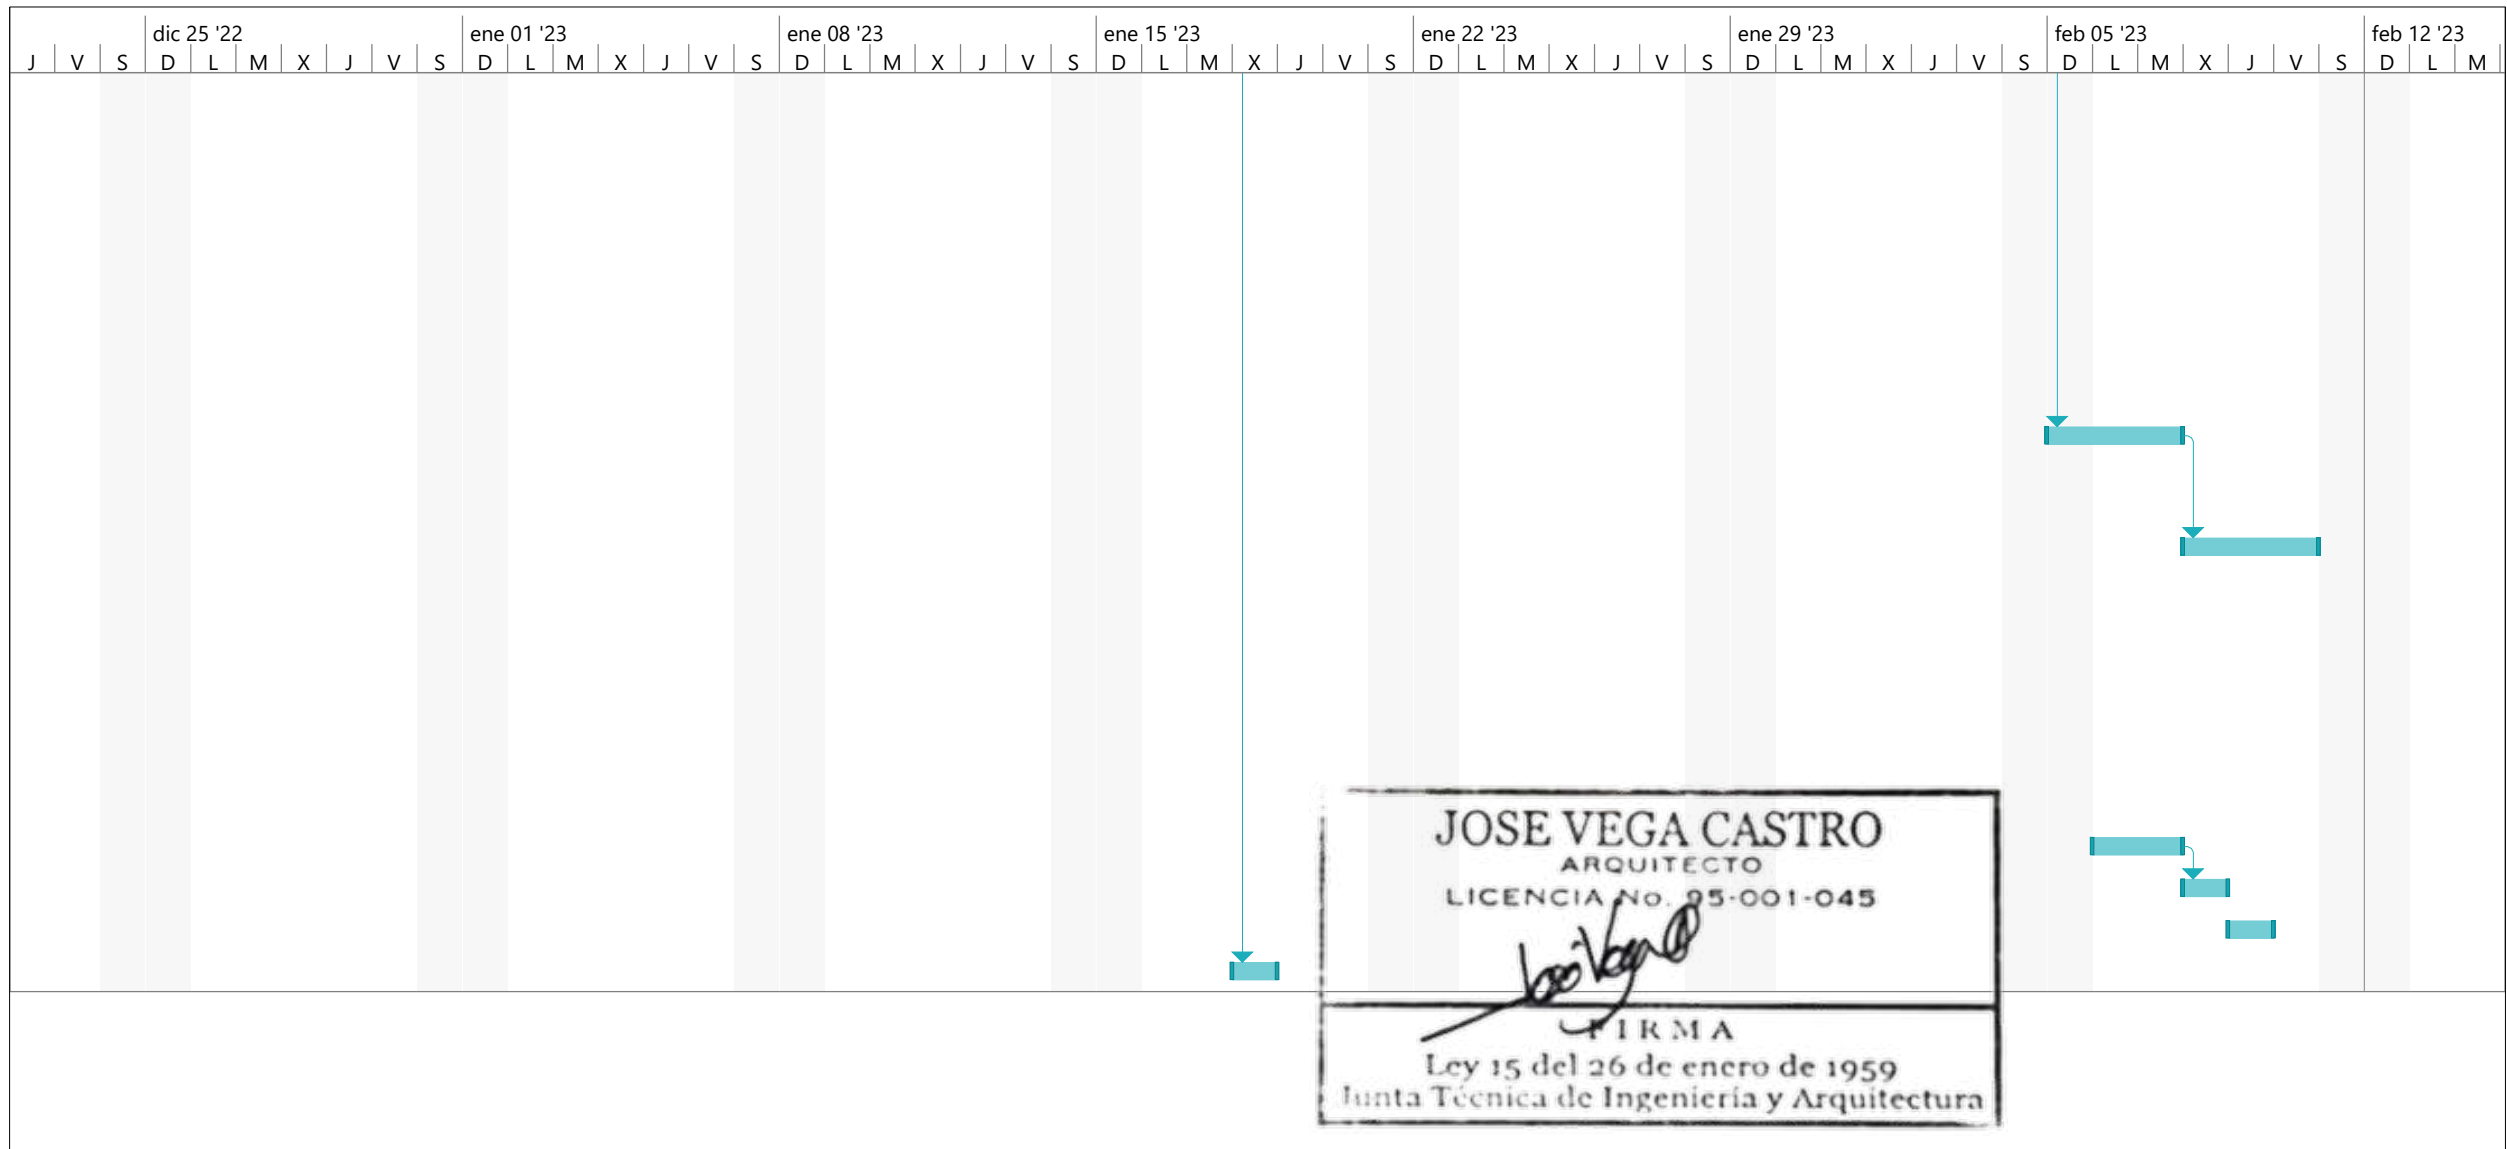 dic 25 '22 ene 01 '23 ene 08 '23 ene 15 '23 ene 22 '23 ene 29 '23 feb 05 '23 feb 12 '23
J V S D L M X J V S D L M X J V S D L M X J V S D L M X J V S D L M X J V S D L M X J V S D L M X J V S D L M
JOSE VEGA CASTRO
ARQUITECTO
LICENCIA No. 95-001-045
José Vega
FIRMA
Ley 15 del 26 de enero de 1959
Junta Técnica de Ingeniería y Arquitectura